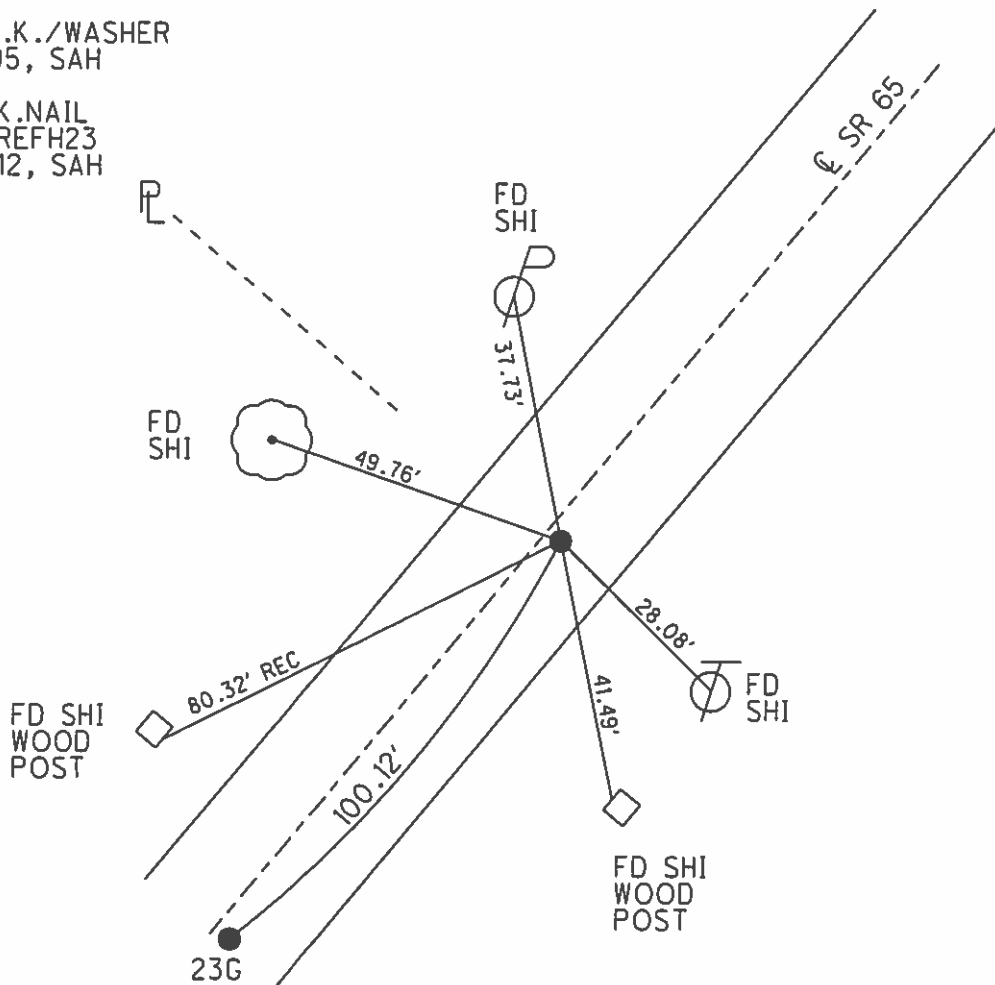 .K./WASHER
05, SAH
K.NAIL
REFH23
12, SAH
PL
℄ SR 65
FD
SHI
37.73'
FD
SHI
49.76'
28.08'
FD
SHI
80.32' REC
41.49'
FD SHI
WOOD
POST
100.12'
FD SHI
WOOD
POST
23G